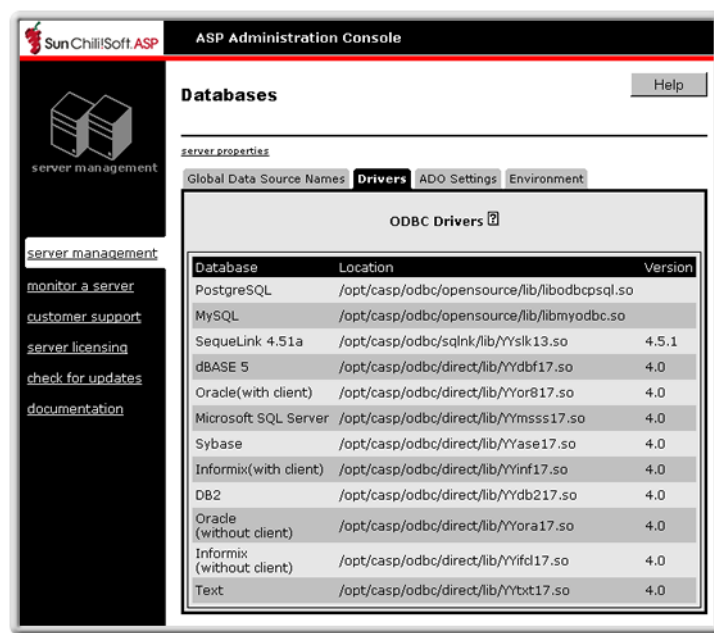 Sun Chili!Soft.ASP
ASP Administration Console
Databases
Help
server properties
server management
Global Data Source Names Drivers ADO Settings Environment
ODBC Drivers ?
server management
monitor a server
customer support
server licensing
check for updates
documentation
Database Location Version
PostgreSQL /opt/casp/odbc/opensource/lib/libodbcpsql.so
MySQL /opt/casp/odbc/opensource/lib/libmyodbc.so
SequeLink 4.51a /opt/casp/odbc/sqlnk/lib/YYslk13.so 4.5.1
dBASE 5 /opt/casp/odbc/direct/lib/YYdbf17.so 4.0
Oracle(with client) /opt/casp/odbc/direct/lib/YYor817.so 4.0
Microsoft SQL Server /opt/casp/odbc/direct/lib/YYmsss17.so 4.0
Sybase /opt/casp/odbc/direct/lib/YYase17.so 4.0
Informix(with client) /opt/casp/odbc/direct/lib/YYinf17.so 4.0
DB2 /opt/casp/odbc/direct/lib/YYdb217.so 4.0
Oracle
(without client) /opt/casp/odbc/direct/lib/YYora17.so 4.0
Informix
(without client) /opt/casp/odbc/direct/lib/YYifcl17.so 4.0
Text /opt/casp/odbc/direct/lib/YYtxt17.so 4.0